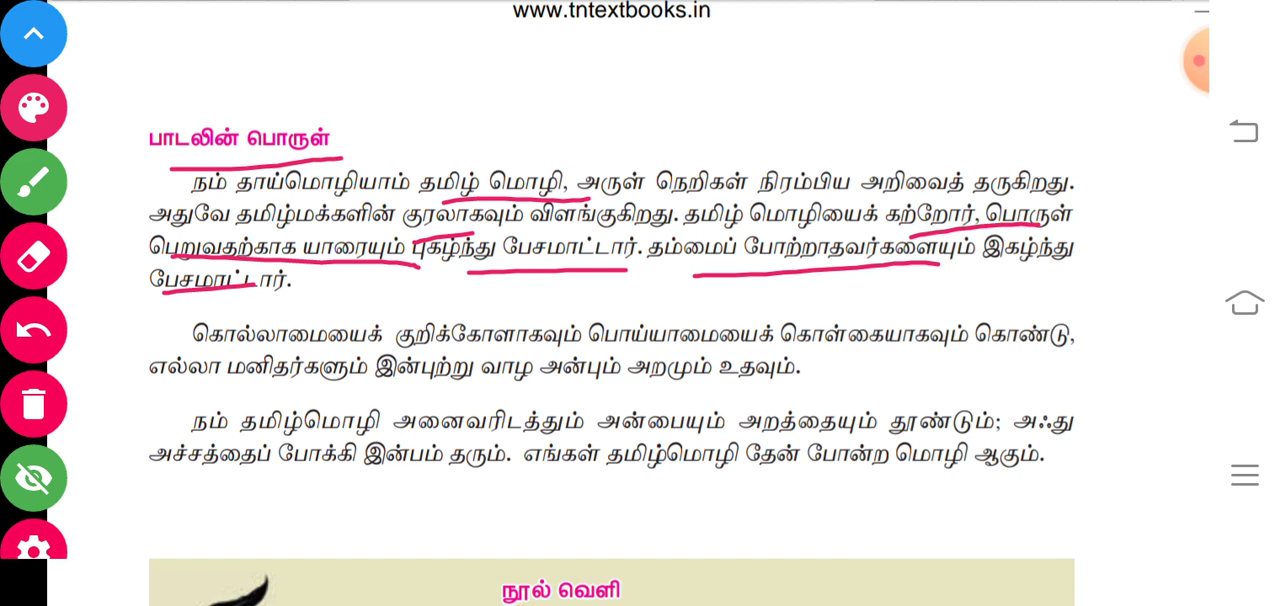 www.tntextbooks.in
பாடலின் பொருள்
நம் தாய்மொழியாம் தமிழ் மொழி, அருள் நெறிகள் நிரம்பிய அறிவைத் தருகிறது.
அதுவே தமிழ்மக்களின் குரலாகவும் விளங்குகிறது. தமிழ் மொழியைக் கற்றோர், பொருள்
பெறுவதற்காக யாரையும் புகழ்ந்து பேசமாட்டார். தம்மைப் போற்றாதவர்களையும் இகழ்ந்து
பேசமாட்டார்.
கொல்லாமையைக் குறிக்கோளாகவும் பொய்யாமையைக் கொள்கையாகவும் கொண்டு,
எல்லா மனிதர்களும் இன்புற்று வாழ அன்பும் அறமும் உதவும்.
நம் தமிழ்மொழி அனைவரிடத்தும் அன்பையும் அறத்தையும் தூண்டும்; அஃது
அச்சத்தைப் போக்கி இன்பம் தரும். எங்கள் தமிழ்மொழி தேன் போன்ற மொழி ஆகும்.
நூல் வெளி